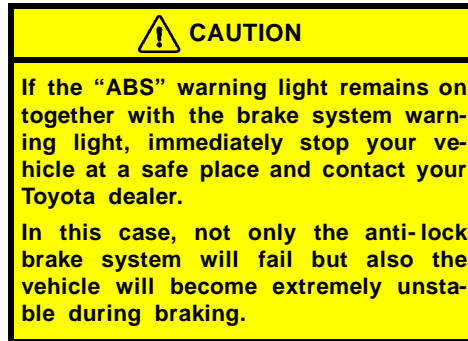 CAUTION
If the “ABS” warning light remains on
together with the brake system warn-
ing light, immediately stop your ve-
hicle at a safe place and contact your
Toyota dealer.
In this case, not only the anti-lock
brake system will fail but also the
vehicle will become extremely unsta-
ble during braking.